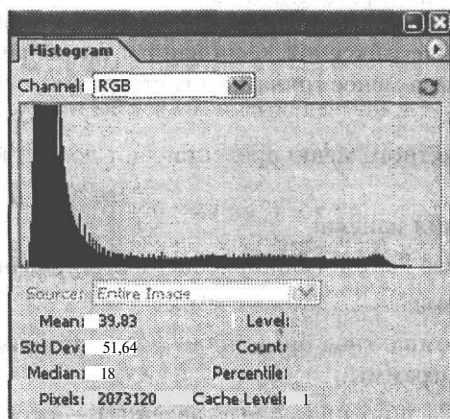 Histogram
Channel: RGB
Source: Entire Image
Mean: 39,83 Level:
Std Dev: 51,64 Count:
Median: 18 Percentile:
Pixels: 2073120 Cache Level: 1